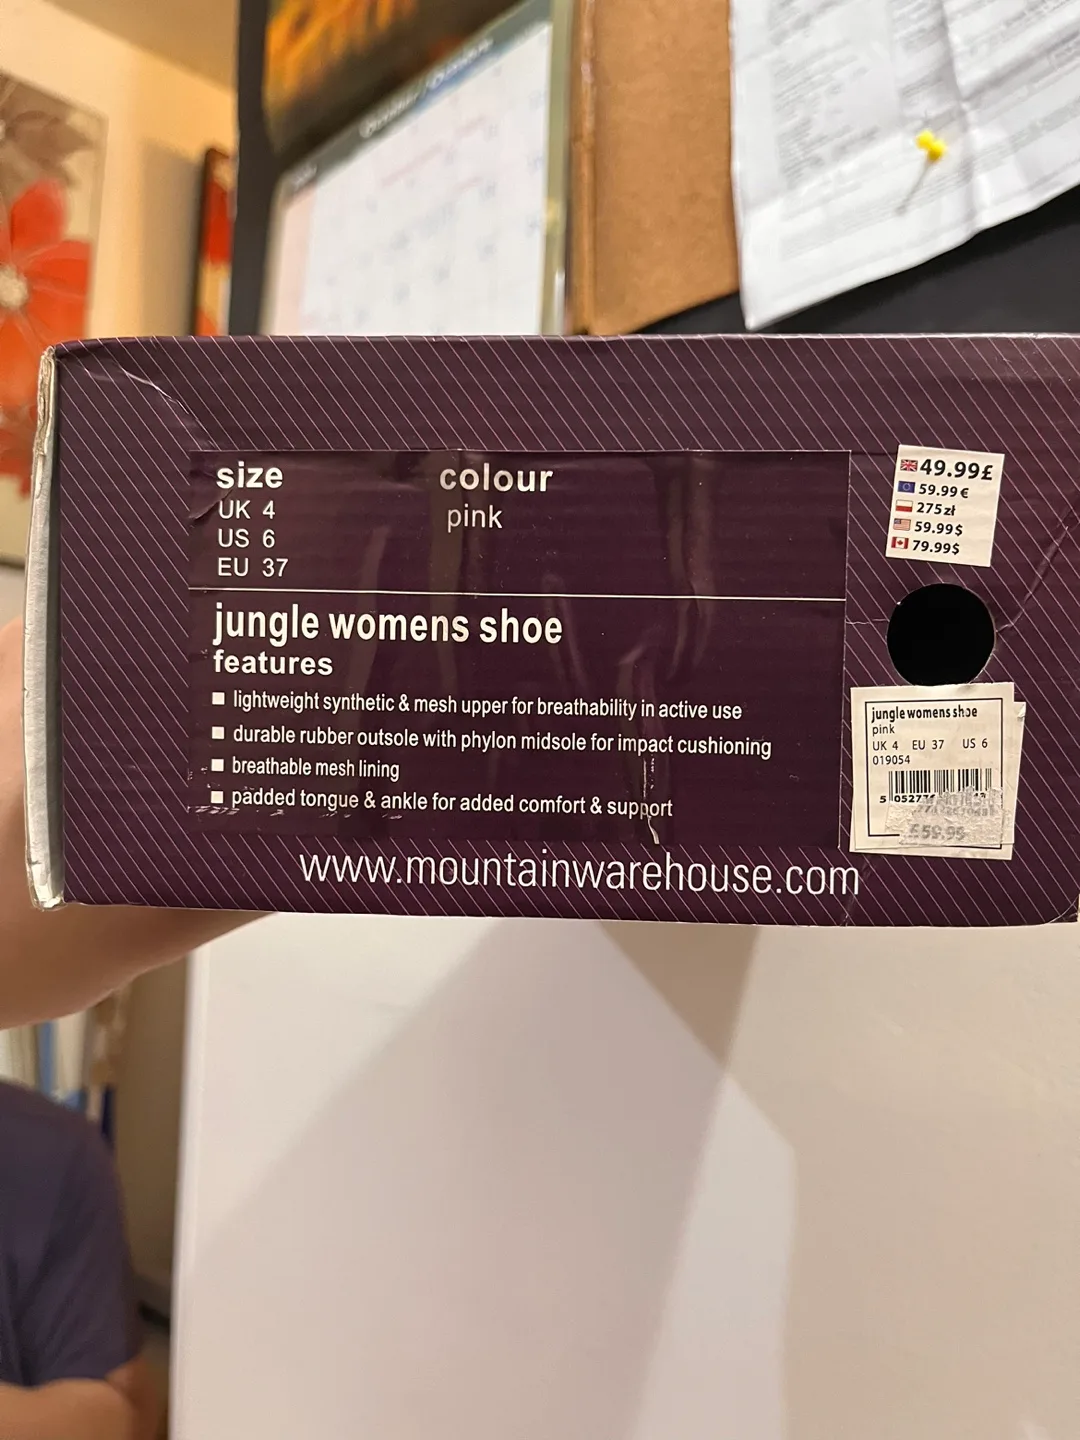 size
UK 4
US 6
EU 37
colour
pink
jungle womens shoe
features
lightweight synthetic & mesh upper for breathability in active use
durable rubber outsole with phylon midsole for impact cushioning
breathable mesh lining
padded tongue & ankle for added comfort & support
www.mountainwarehouse.com
49.99£
59.99€
275zł
59.99$
79.99$
jungle womens shoe
pink
UK 4 EU 37 US 6
019054
£59.99